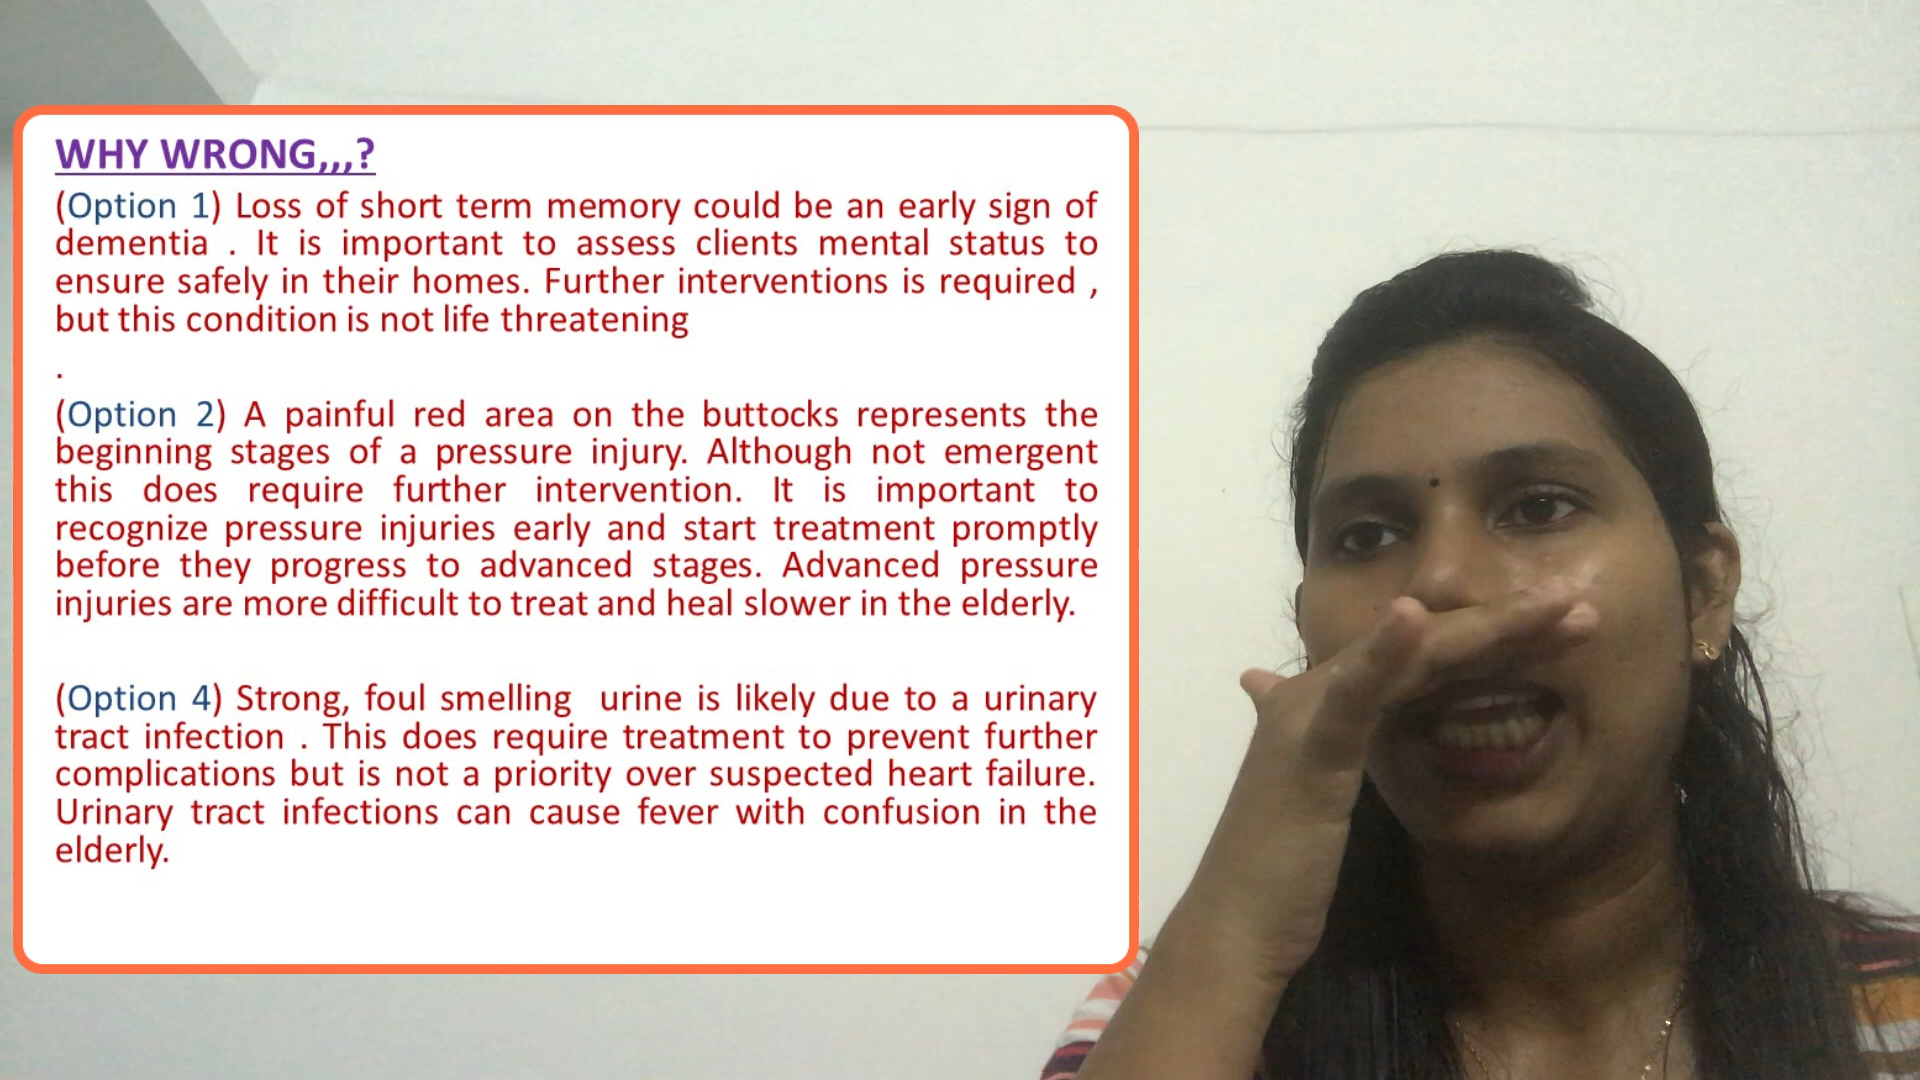 WHY WRONG,,,?
(Option 1) Loss of short term memory could be an early sign of
dementia . It is important to assess clients mental status to
ensure safely in their homes. Further interventions is required ,
but this condition is not life threatening
.
(Option 2) A painful red area on the buttocks represents the
beginning stages of a pressure injury. Although not emergent
this does require further intervention. It is important to
recognize pressure injuries early and start treatment promptly
before they progress to advanced stages. Advanced pressure
injuries are more difficult to treat and heal slower in the elderly.
(Option 4) Strong, foul smelling urine is likely due to a urinary
tract infection . This does require treatment to prevent further
complications but is not a priority over suspected heart failure.
Urinary tract infections can cause fever with confusion in the
elderly.